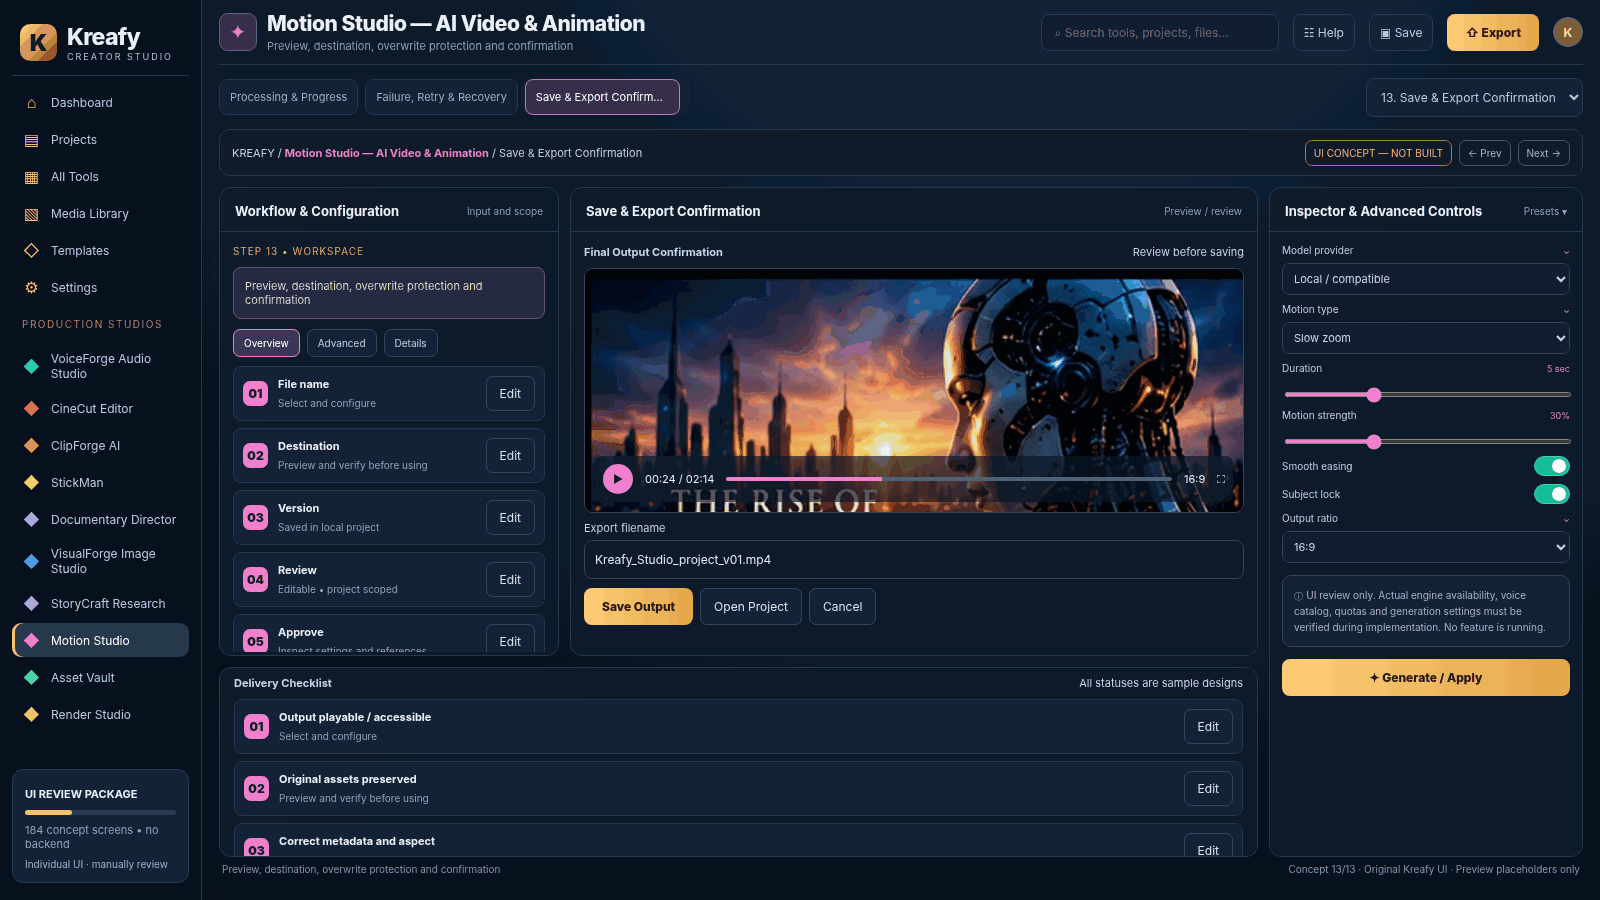 K
Kreafy
CREATOR STUDIO
Dashboard
Projects
All Tools
Media Library
Templates
Settings
PRODUCTION STUDIOS
VoiceForge Audio
Studio
CineCut Editor
ClipForge AI
StickMan
Documentary Director
VisualForge Image
Studio
StoryCraft Research
Motion Studio
Asset Vault
Render Studio
UI REVIEW PACKAGE
184 concept screens • no
backend
Individual UI · manually review
Motion Studio — AI Video & Animation
Preview, destination, overwrite protection and confirmation
Search tools, projects, files...
Help
Save
Export
K
Processing & Progress
Failure, Retry & Recovery
Save & Export Confirm...
13. Save & Export Confirmation
KREAFY / Motion Studio — AI Video & Animation / Save & Export Confirmation
UI CONCEPT — NOT BUILT
← Prev
Next →
Workflow & Configuration
Input and scope
STEP 13 • WORKSPACE
Preview, destination, overwrite protection and
confirmation
Overview
Advanced
Details
01
File name
Select and configure
Edit
02
Destination
Preview and verify before using
Edit
03
Version
Saved in local project
Edit
04
Review
Editable • project scoped
Edit
05
Approve
Inspect settings and references
Edit
Save & Export Confirmation
Preview / review
Final Output Confirmation
Review before saving
00:24 / 02:14
16:9
THE RISE OF
Export filename
Kreafy_Studio_project_v01.mp4
Save Output
Open Project
Cancel
Delivery Checklist
All statuses are sample designs
01
Output playable / accessible
Select and configure
Edit
02
Original assets preserved
Preview and verify before using
Edit
03
Correct metadata and aspect
Edit
Inspector & Advanced Controls
Presets ▾
Model provider
Local / compatible
Motion type
Slow zoom
Duration
5 sec
Motion strength
30%
Smooth easing
Subject lock
Output ratio
16:9
ⓘ UI review only. Actual engine availability, voice
catalog, quotas and generation settings must be
verified during implementation. No feature is running.
✦ Generate / Apply
Preview, destination, overwrite protection and confirmation
Concept 13/13 · Original Kreafy UI · Preview placeholders only